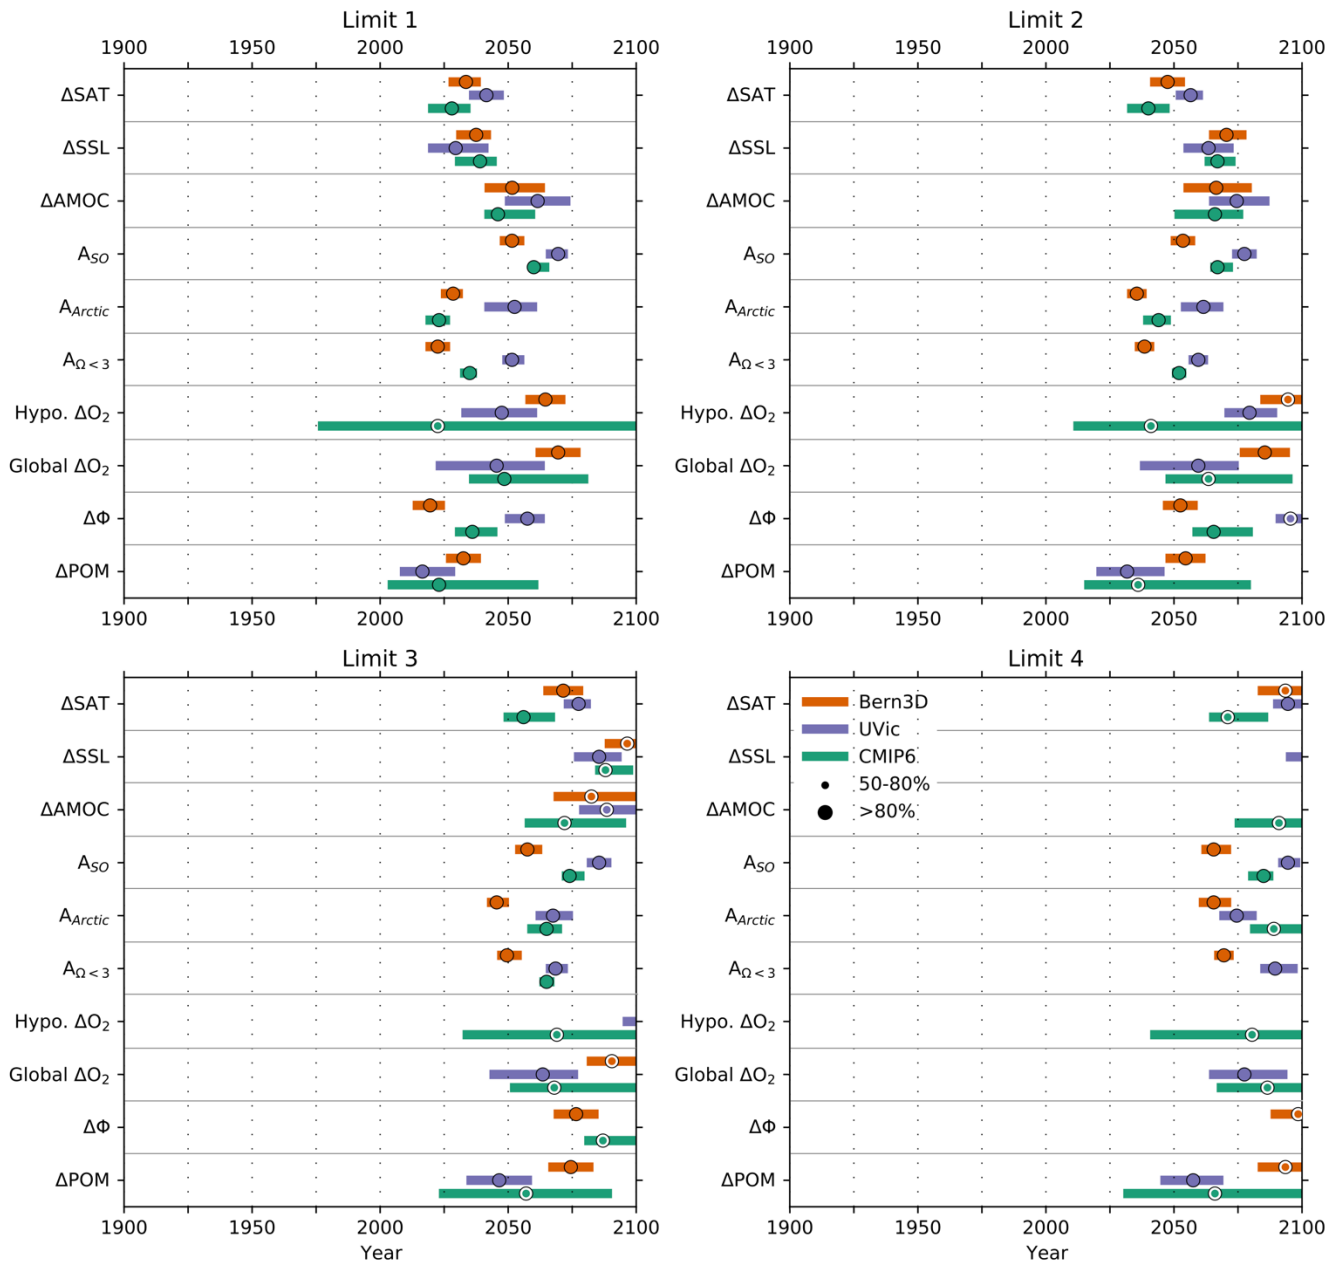 Limit 1
1900 1950 2000 2050 2100
ΔSAT
ΔSSL
ΔAMOC
A_SO
A_Arctic
A_Ω<3
Hypo. ΔO₂
Global ΔO₂
ΔΦ
ΔPOM
1900 1950 2000 2050 2100
Limit 2
1900 1950 2000 2050 2100
ΔSAT
ΔSSL
ΔAMOC
A_SO
A_Arctic
A_Ω<3
Hypo. ΔO₂
Global ΔO₂
ΔΦ
ΔPOM
1900 1950 2000 2050 2100
Limit 3
ΔSAT
ΔSSL
ΔAMOC
A_SO
A_Arctic
A_Ω<3
Hypo. ΔO₂
Global ΔO₂
ΔΦ
ΔPOM
1900 1950 2000 2050 2100
Year
Limit 4
ΔSAT
ΔSSL
ΔAMOC
A_SO
A_Arctic
A_Ω<3
Hypo. ΔO₂
Global ΔO₂
ΔΦ
ΔPOM
Bern3D
UVic
CMIP6
50-80%
>80%
1900 1950 2000 2050 2100
Year